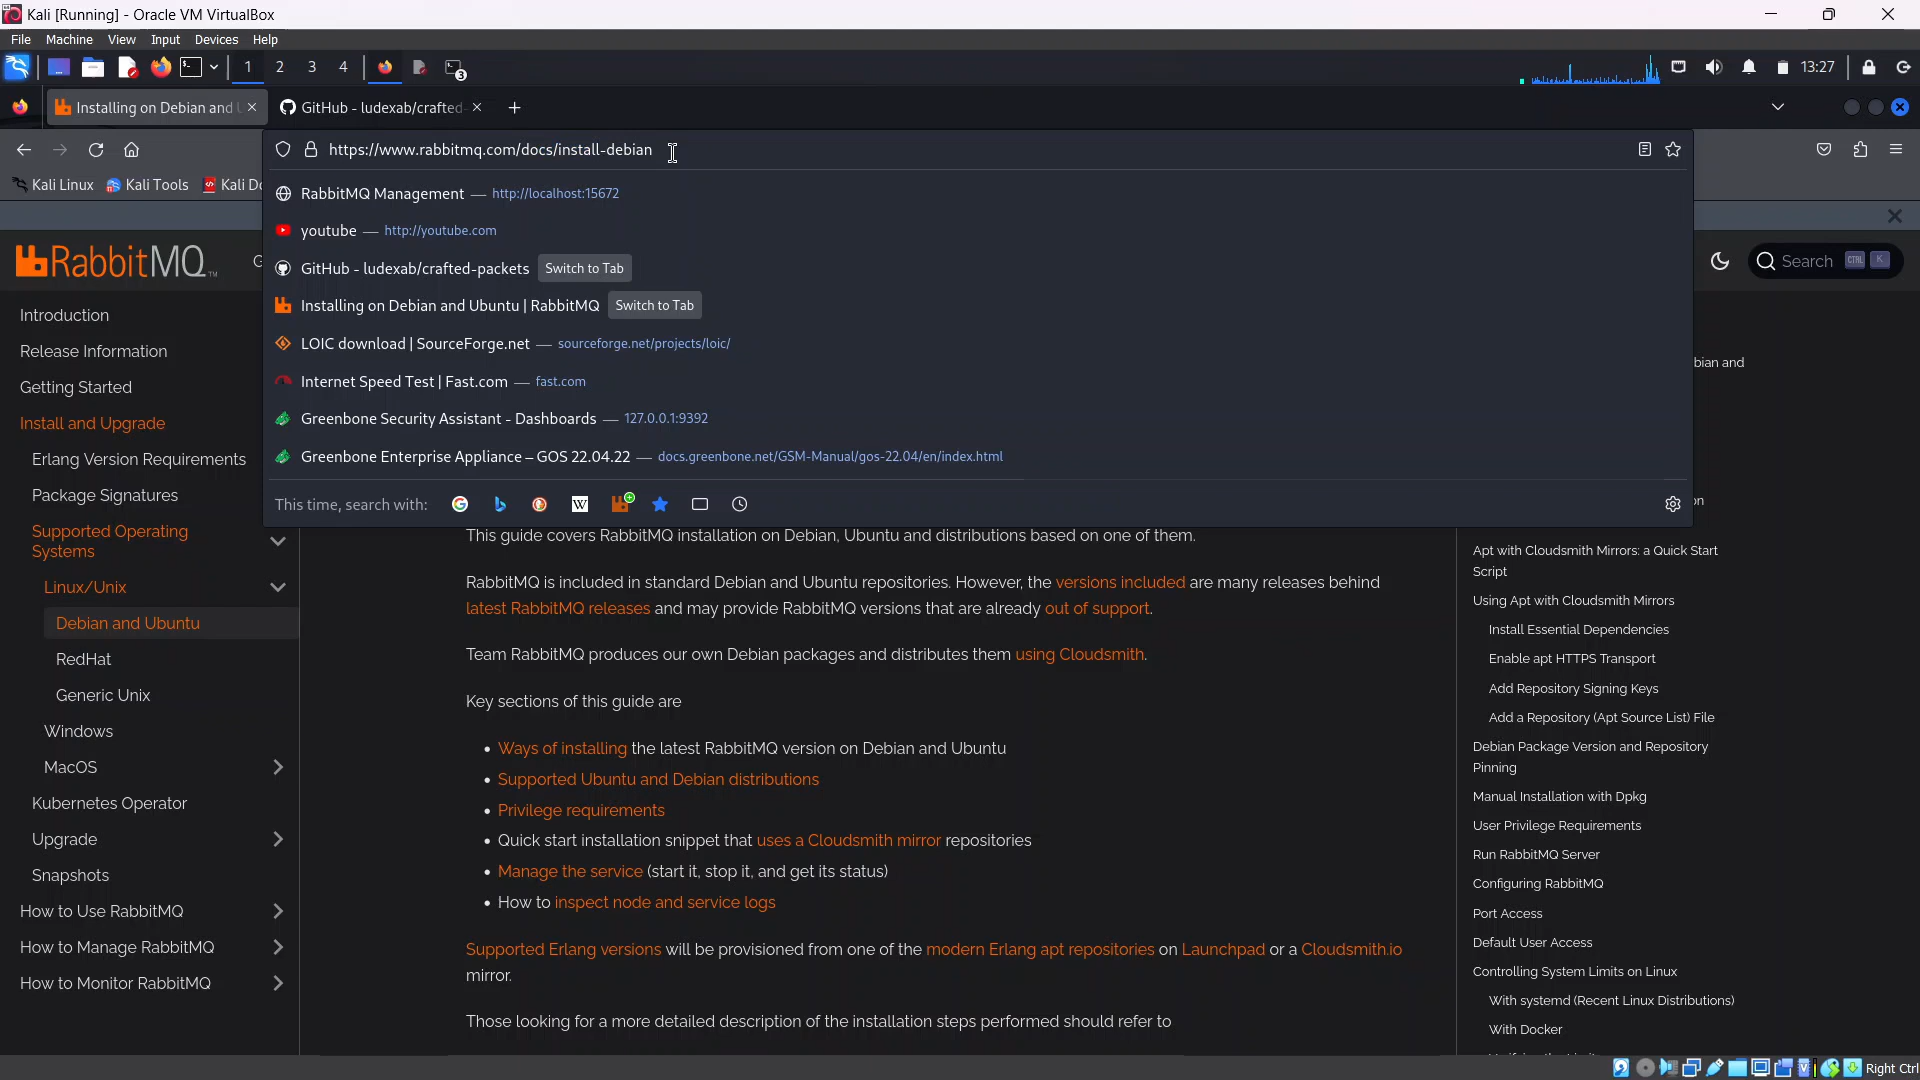 Kali [Running] - Oracle VM VirtualBox
File Machine View Input Devices Help
1 2 3 4 3 13:27
Installing on Debian and U
GitHub - ludexab/crafted-
https://www.rabbitmq.com/docs/install-debian
Kali Linux Kali Tools Kali Do
RabbitMQ Management — http://localhost:15672
youtube — http://youtube.com
GitHub - ludexab/crafted-packets Switch to Tab
Installing on Debian and Ubuntu | RabbitMQ Switch to Tab
LOIC download | SourceForge.net — sourceforge.net/projects/loic/
Internet Speed Test | Fast.com — fast.com
Greenbone Security Assistant - Dashboards — 127.0.0.1:9392
Greenbone Enterprise Appliance – GOS 22.04.22 — docs.greenbone.net/GSM-Manual/gos-22.04/en/index.html
This time, search with:
RabbitMQ™ G
Search CTRL K
Introduction
Release Information
Getting Started
Install and Upgrade
Erlang Version Requirements
Package Signatures
Supported Operating
Systems
Linux/Unix
Debian and Ubuntu
RedHat
Generic Unix
Windows
MacOS
Kubernetes Operator
Upgrade
Snapshots
How to Use RabbitMQ
How to Manage RabbitMQ
How to Monitor RabbitMQ
This guide covers RabbitMQ installation on Debian, Ubuntu and distributions based on one of them.
RabbitMQ is included in standard Debian and Ubuntu repositories. However, the versions included are many releases behind
latest RabbitMQ releases and may provide RabbitMQ versions that are already out of support.
Team RabbitMQ produces our own Debian packages and distributes them using Cloudsmith.
Key sections of this guide are
• Ways of installing the latest RabbitMQ version on Debian and Ubuntu
• Supported Ubuntu and Debian distributions
• Privilege requirements
• Quick start installation snippet that uses a Cloudsmith mirror repositories
• Manage the service (start it, stop it, and get its status)
• How to inspect node and service logs
Supported Erlang versions will be provisioned from one of the modern Erlang apt repositories on Launchpad or a Cloudsmith.io
mirror.
Those looking for a more detailed description of the installation steps performed should refer to
bian and
on
Apt with Cloudsmith Mirrors: a Quick Start
Script
Using Apt with Cloudsmith Mirrors
Install Essential Dependencies
Enable apt HTTPS Transport
Add Repository Signing Keys
Add a Repository (Apt Source List) File
Debian Package Version and Repository
Pinning
Manual Installation with Dpkg
User Privilege Requirements
Run RabbitMQ Server
Configuring RabbitMQ
Port Access
Default User Access
Controlling System Limits on Linux
With systemd (Recent Linux Distributions)
With Docker
Right Ctrl